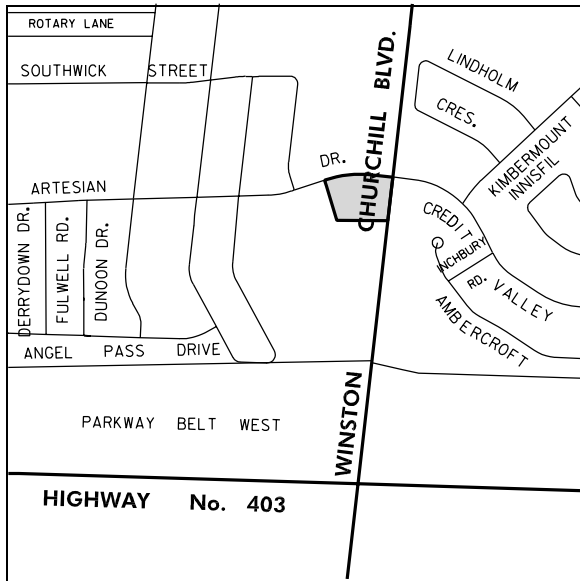 ROTARY LANE
SOUTHWICK STREET
LINDHOLM
CRES.
KIMBERMOUNT
INNISFIL
ARTESIAN DR.
WINSTON CHURCHILL BLVD.
DERRYDOWN DR.
FULWELL RD.
DUNOON DR.
CREDIT VALLEY
INCHBURY RD.
AMBERCROFT
ANGEL PASS DRIVE
PARKWAY BELT WEST
HIGHWAY No. 403